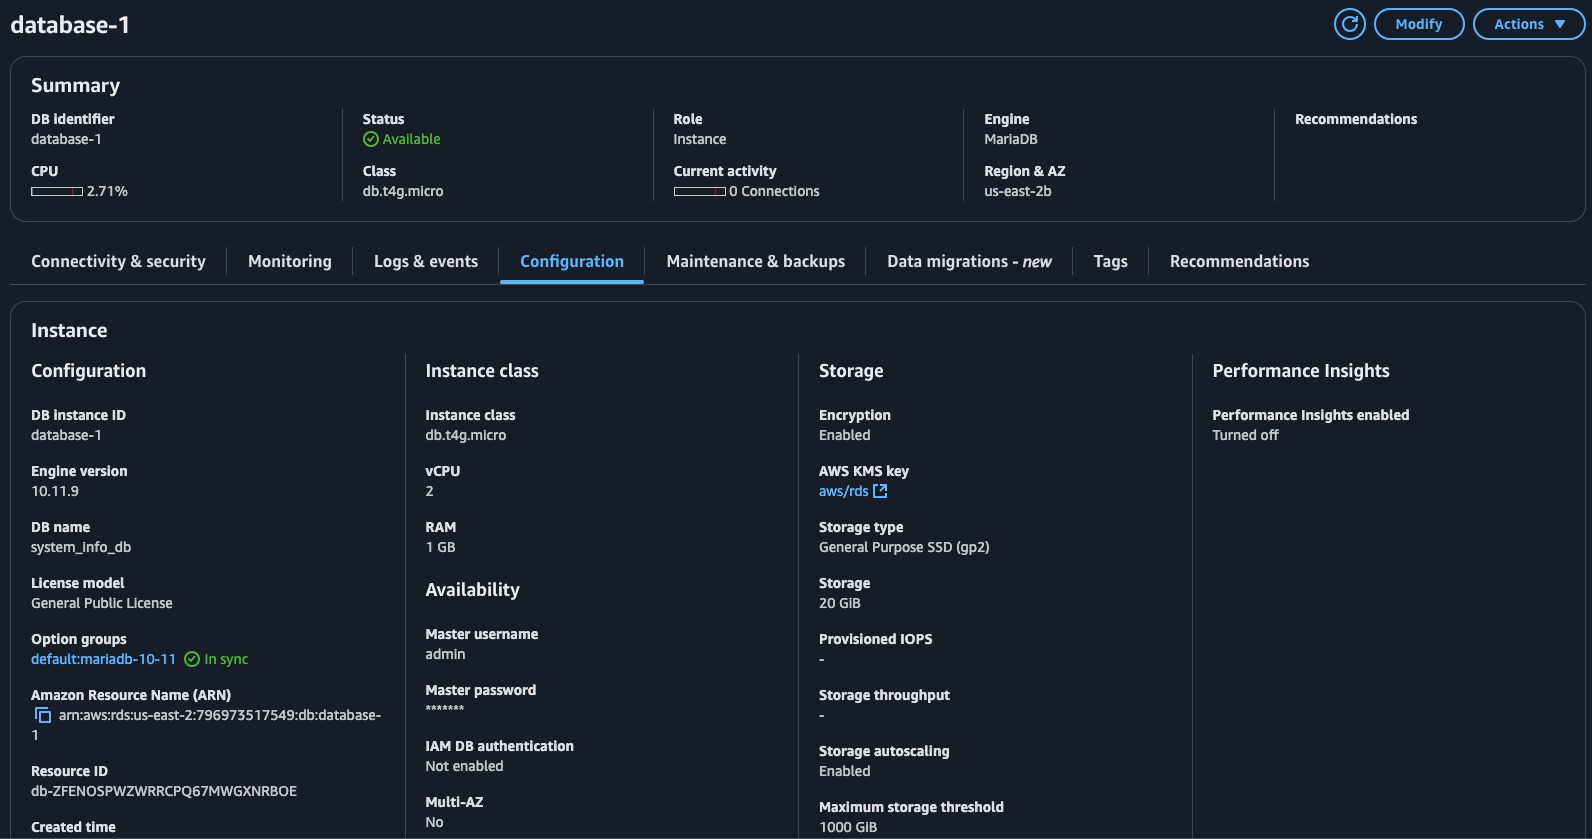 database-1
Modify
Actions
Summary
DB identifier
database-1
CPU
2.71%
Status
Available
Class
db.t4g.micro
Role
Instance
Current activity
0 Connections
Engine
MariaDB
Region & AZ
us-east-2b
Recommendations
Connectivity & security
Monitoring
Logs & events
Configuration
Maintenance & backups
Data migrations - new
Tags
Recommendations
Instance
Configuration
DB instance ID
database-1
Engine version
10.11.9
DB name
system_info_db
License model
General Public License
Option groups
default:mariadb-10-11 In sync
Amazon Resource Name (ARN)
arn:aws:rds:us-east-2:796973517549:db:database-
1
Resource ID
db-ZFENOSPWZWRRCPQ67MWGXNRBOE
Created time
Instance class
Instance class
db.t4g.micro
vCPU
2
RAM
1 GB
Availability
Master username
admin
Master password
*******
IAM DB authentication
Not enabled
Multi-AZ
No
Storage
Encryption
Enabled
AWS KMS key
aws/rds
Storage type
General Purpose SSD (gp2)
Storage
20 GiB
Provisioned IOPS
-
Storage throughput
-
Storage autoscaling
Enabled
Maximum storage threshold
1000 GiB
Performance Insights
Performance Insights enabled
Turned off